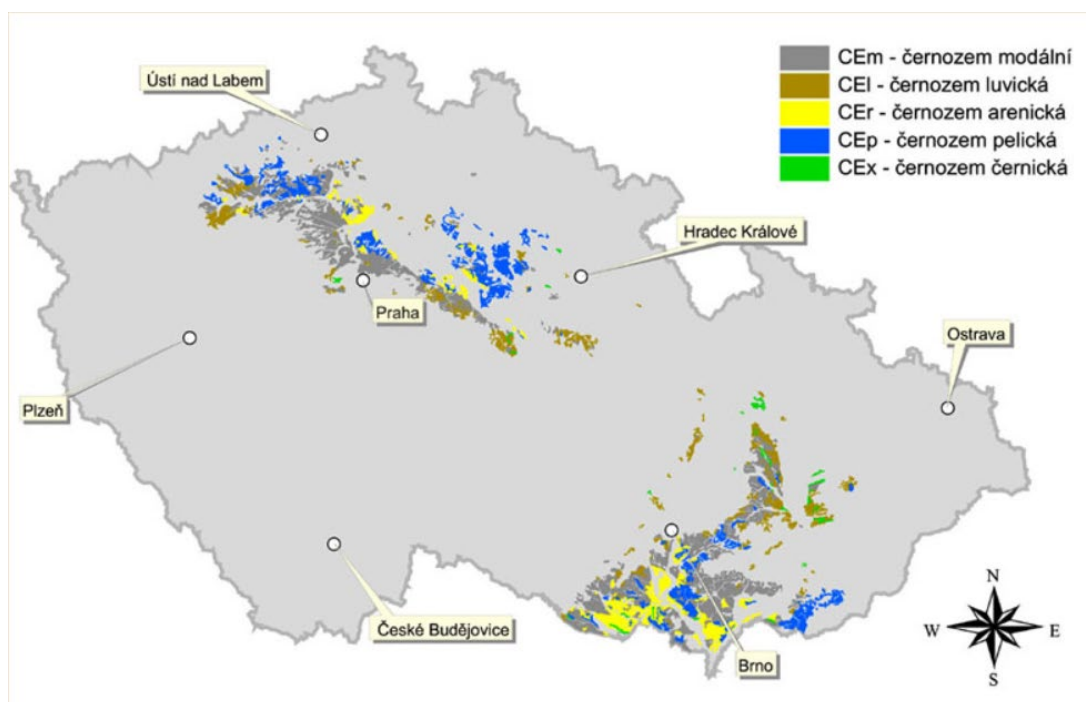 CEm - černozem modální
CEl - černozem luvická
CEr - černozem arenická
CEp - černozem pelická
CEx - černozem černická
Ústí nad Labem
Hradec Králové
Praha
Ostrava
Plzeň
České Budějovice
Brno
N
W
E
S